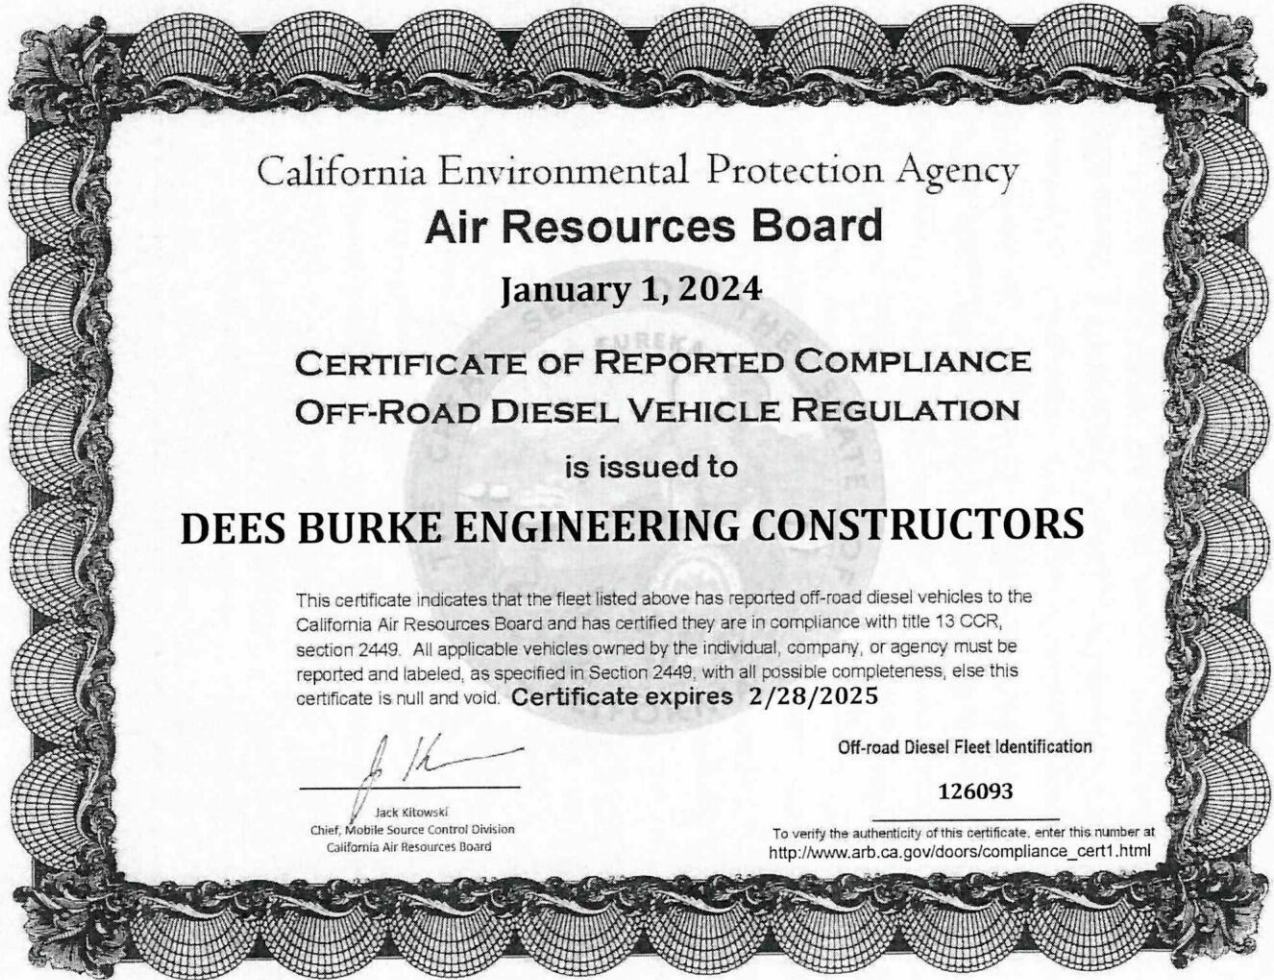 California Environmental Protection Agency
Air Resources Board
January 1, 2024
CERTIFICATE OF REPORTED COMPLIANCE
OFF-ROAD DIESEL VEHICLE REGULATION
is issued to
DEES BURKE ENGINEERING CONSTRUCTORS
This certificate indicates that the fleet listed above has reported off-road diesel vehicles to the
California Air Resources Board and has certified they are in compliance with title 13 CCR,
section 2449. All applicable vehicles owned by the individual, company, or agency must be
reported and labeled, as specified in Section 2449, with all possible completeness, else this
certificate is null and void. Certificate expires 2/28/2025
Jack Kitowski
Chief, Mobile Source Control Division
California Air Resources Board
Off-road Diesel Fleet Identification
126093
To verify the authenticity of this certificate, enter this number at
http://www.arb.ca.gov/doors/compliance_cert1.html
EUREKA